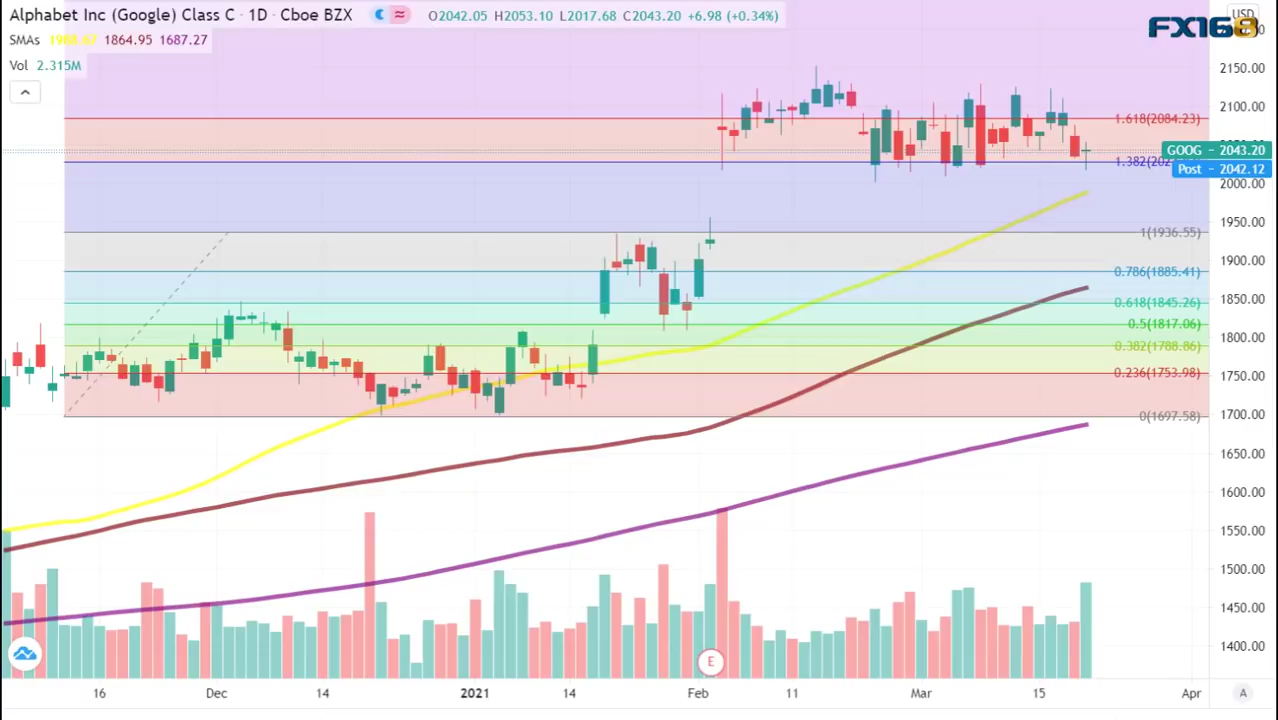 Alphabet Inc (Google) Class C · 1D · Cboe BZX O2042.05 H2053.10 L2017.68 C2043.20 +6.98 (+0.34%)
USD
FX168
SMAs 1864.95 1687.27
Vol 2.315M
2150.00
2100.00
1.618(2084.23)
GOOG - 2043.20
Post - 2042.12
2000.00
1950.00
1(1936.55)
1900.00
0.786(1885.41)
1850.00
0.618(1845.26)
0.5(1817.06)
1800.00
0.382(1788.86)
1750.00
0.236(1753.98)
1700.00
0(1697.58)
1650.00
1600.00
1550.00
1500.00
1450.00
1400.00
E
16 Dec 14 2021 14 Feb 11 Mar 15 Apr A